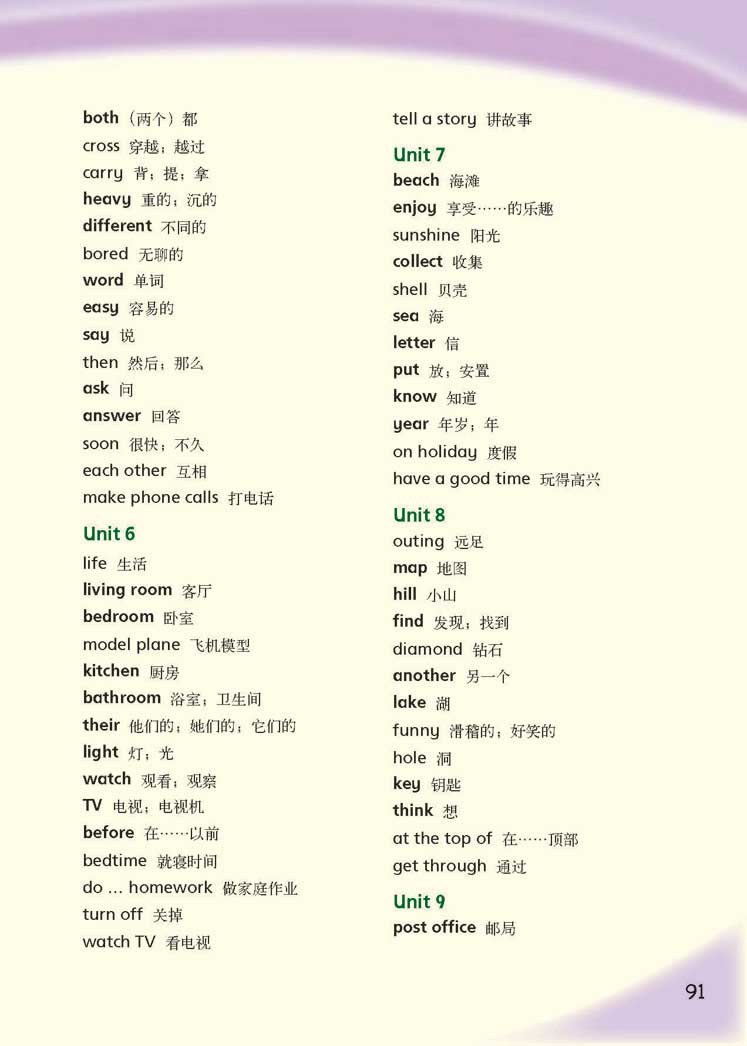 both（两个）都
cross 穿越；越过
carry 背；提；拿
heavy 重的；沉的
different 不同的
bored 无聊的
word 单词
easy 容易的
say 说
then 然后；那么
ask 问
answer 回答
soon 很快；不久
each other 互相
make phone calls 打电话
Unit 6
life 生活
living room 客厅
bedroom 卧室
model plane 飞机模型
kitchen 厨房
bathroom 浴室；卫生间
their 他们的；她们的；它们的
light 灯；光
watch 观看；观察
TV 电视；电视机
before 在……以前
bedtime 就寝时间
do … homework 做家庭作业
turn off 关掉
watch TV 看电视
tell a story 讲故事
Unit 7
beach 海滩
enjoy 享受……的乐趣
sunshine 阳光
collect 收集
shell 贝壳
sea 海
letter 信
put 放；安置
know 知道
year 年岁；年
on holiday 度假
have a good time 玩得高兴
Unit 8
outing 远足
map 地图
hill 小山
find 发现；找到
diamond 钻石
another 另一个
lake 湖
funny 滑稽的；好笑的
hole 洞
key 钥匙
think 想
at the top of 在……顶部
get through 通过
Unit 9
post office 邮局
91